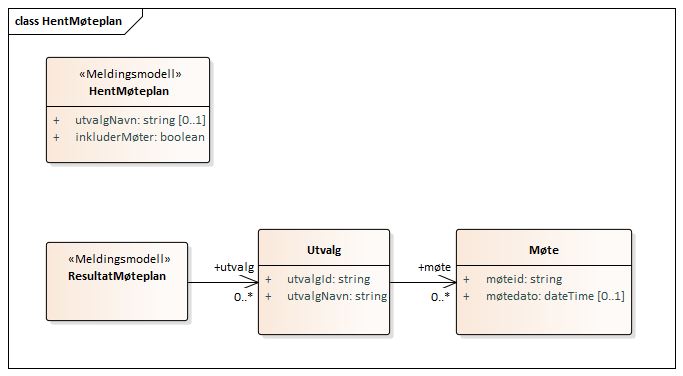 class HentMøteplan
«Meldingsmodell»
HentMøteplan
+ utvalgNavn: string [0..1]
+ inkluderMøter: boolean
«Meldingsmodell»
ResultatMøteplan
+utvalg
0..*
Utvalg
+ utvalgId: string
+ utvalgNavn: string
+møte
0..*
Møte
+ møteid: string
+ møtedato: dateTime [0..1]